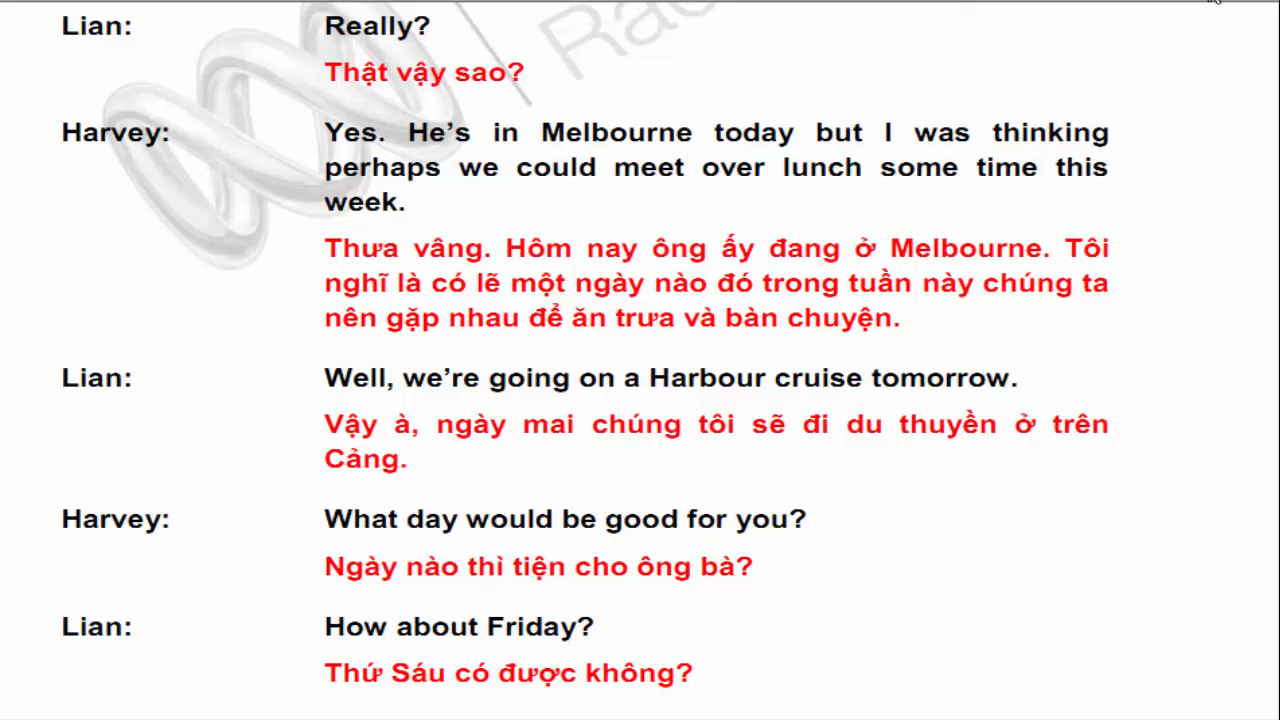 Lian: Really?
Thật vậy sao?
Harvey: Yes. He’s in Melbourne today but I was thinking
perhaps we could meet over lunch some time this
week.
Thưa vâng. Hôm nay ông ấy đang ở Melbourne. Tôi
nghĩ là có lẽ một ngày nào đó trong tuần này chúng ta
nên gặp nhau để ăn trưa và bàn chuyện.
Lian: Well, we’re going on a Harbour cruise tomorrow.
Vậy à, ngày mai chúng tôi sẽ đi du thuyền ở trên
Cảng.
Harvey: What day would be good for you?
Ngày nào thì tiện cho ông bà?
Lian: How about Friday?
Thứ Sáu có được không?